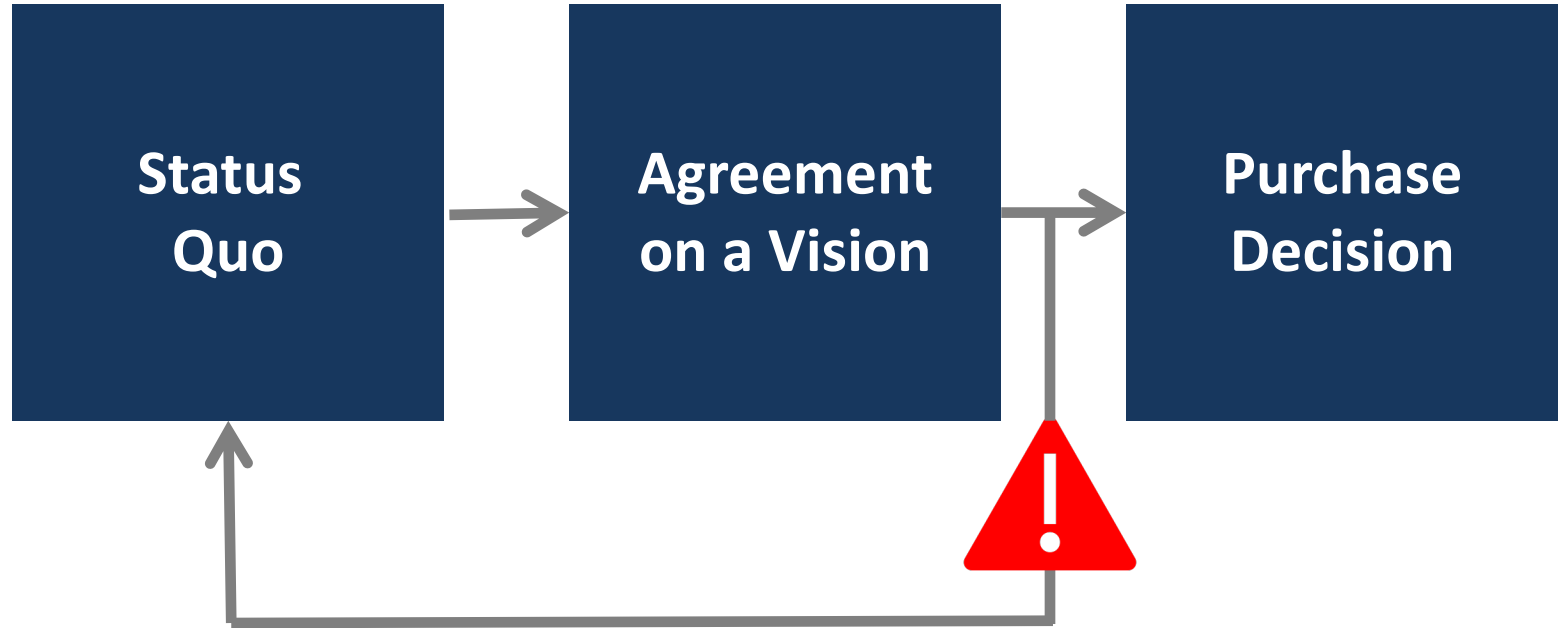 Status
Quo
Agreement
on a Vision
Purchase
Decision